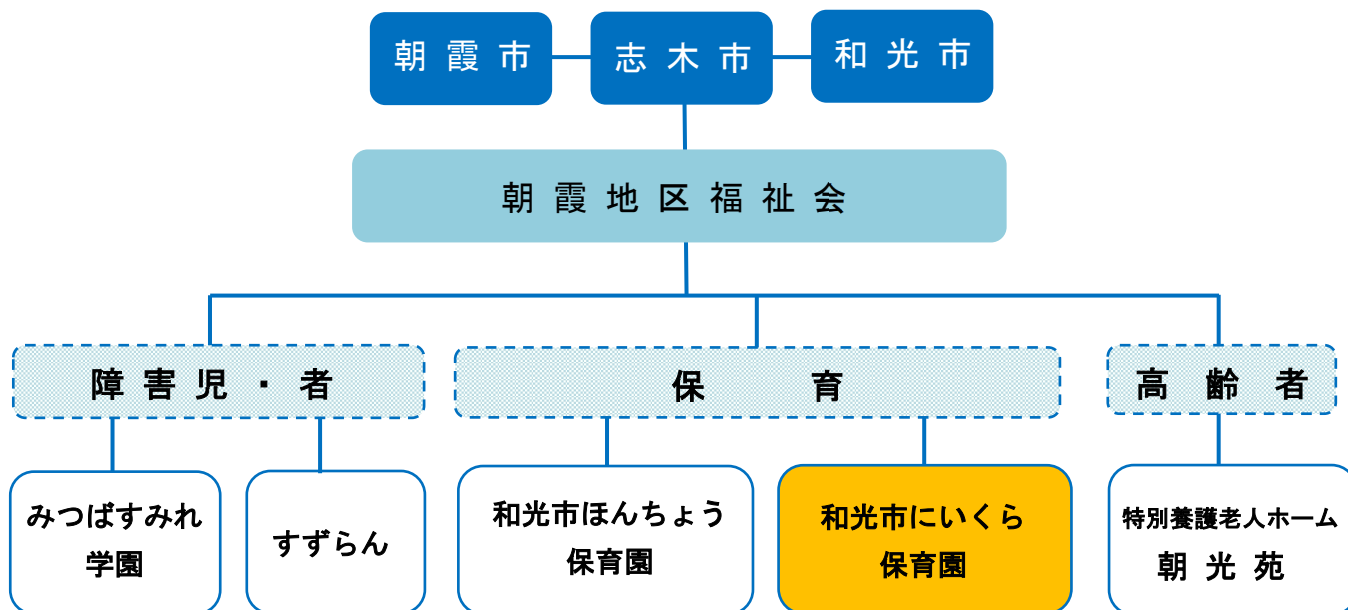 朝霞市
志木市
和光市
朝霞地区福祉会
障害児・者
保育
高齢者
みつばすみれ
学園
すずらん
和光市ほんちょう
保育園
和光市にいくら
保育園
特別養護老人ホーム
朝光苑